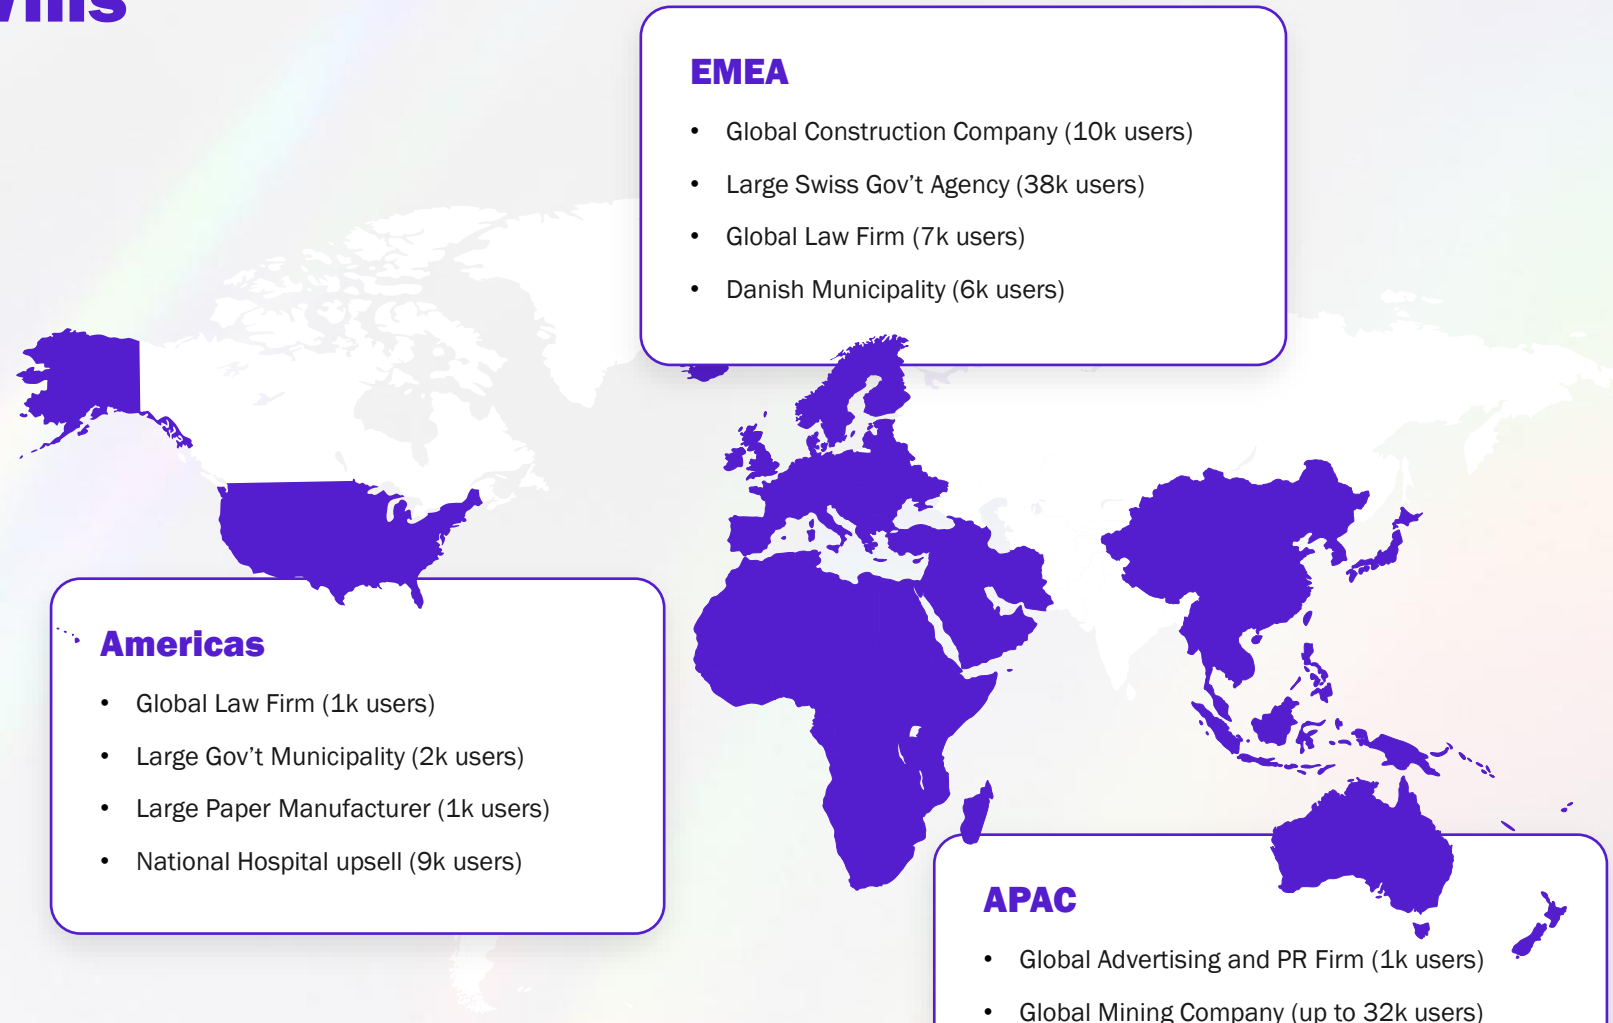 EMEA
• Global Construction Company (10k users)
• Large Swiss Gov’t Agency (38k users)
• Global Law Firm (7k users)
• Danish Municipality (6k users)
Americas
• Global Law Firm (1k users)
• Large Gov’t Municipality (2k users)
• Large Paper Manufacturer (1k users)
• National Hospital upsell (9k users)
APAC
• Global Advertising and PR Firm (1k users)
• Global Mining Company (up to 32k users)